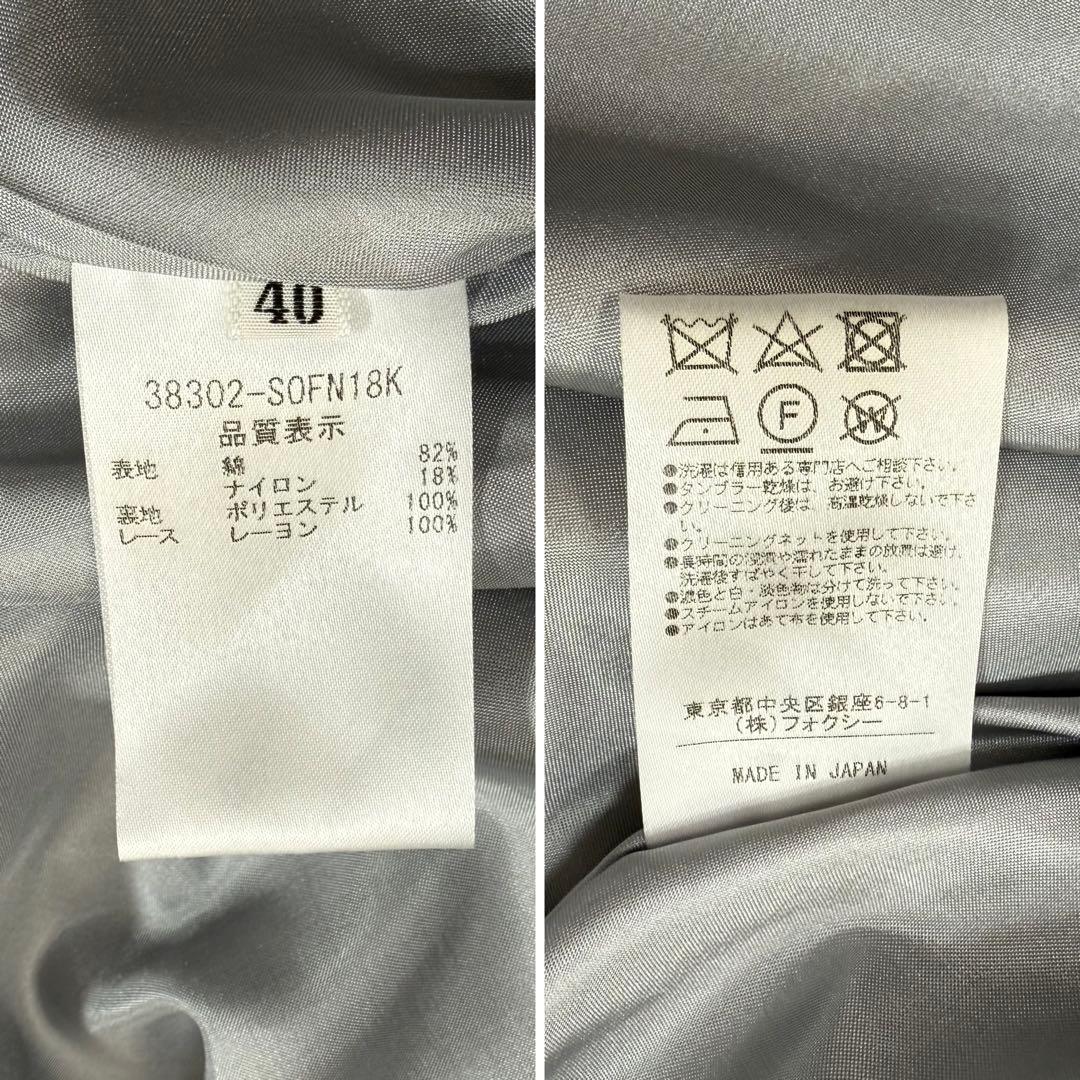 40
38302-S0FN18K
品質表示
表地 綿 82%
ナイロン 18%
裏地 ポリエステル 100%
レース レーヨン 100%
F
W
●洗濯は信用ある専門店へご相談下さい。
●タンブラー乾燥は、お避け下さい。
●クリーニング後は、高温乾燥しないで下さ
い。
●クリーニングネットを使用して下さい。
●長時間の浸漬や濡れたままの放置は避け、
洗濯後すばやく干して下さい。
●濃色と白・淡色物は分けて洗って下さい。
●スチームアイロンを使用しないで下さい。
●アイロンはあて布を使用して下さい。
東京都中央区銀座6-8-1
(株)フォクシー
MADE IN JAPAN